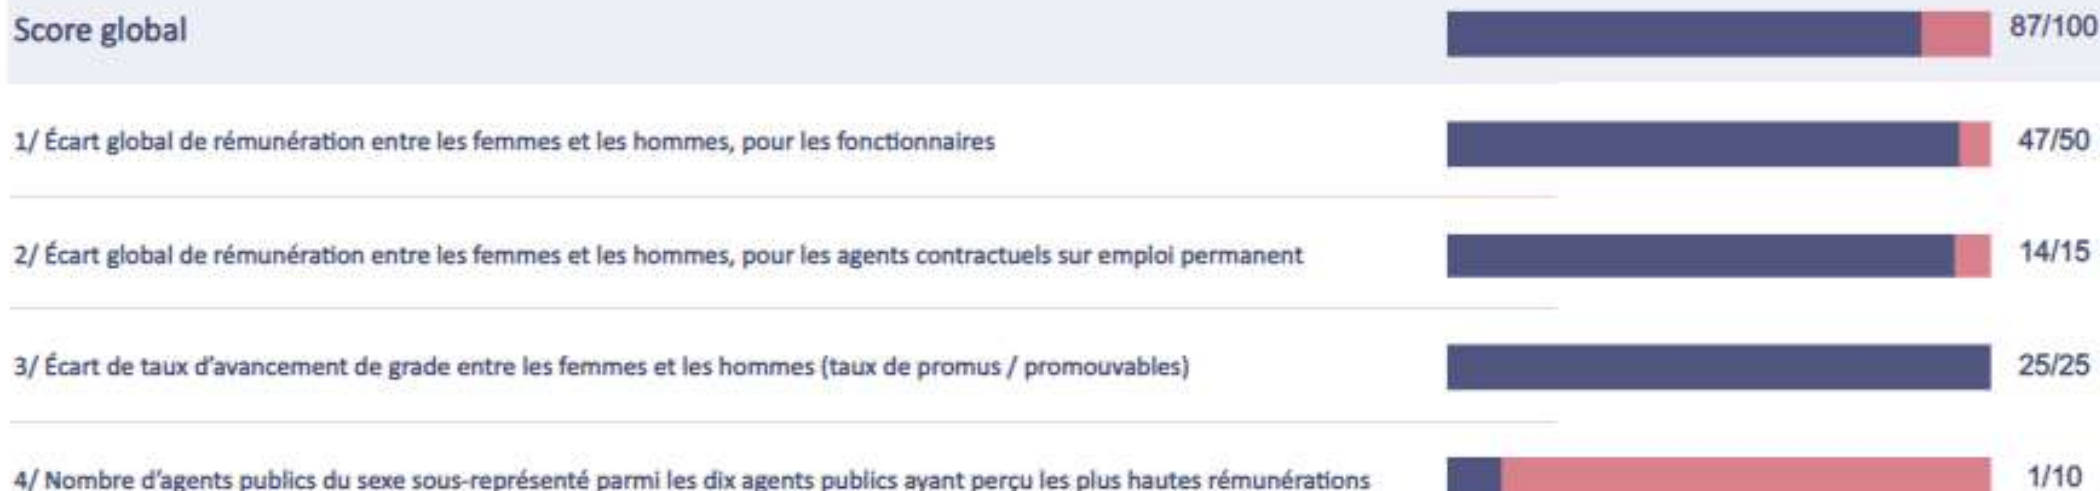 Score global 87/100
1/ Écart global de rémunération entre les femmes et les hommes, pour les fonctionnaires 47/50
2/ Écart global de rémunération entre les femmes et les hommes, pour les agents contractuels sur emploi permanent 14/15
3/ Écart de taux d'avancement de grade entre les femmes et les hommes (taux de promus / promouvables) 25/25
4/ Nombre d'agents publics du sexe sous-représenté parmi les dix agents publics ayant perçu les plus hautes rémunérations 1/10